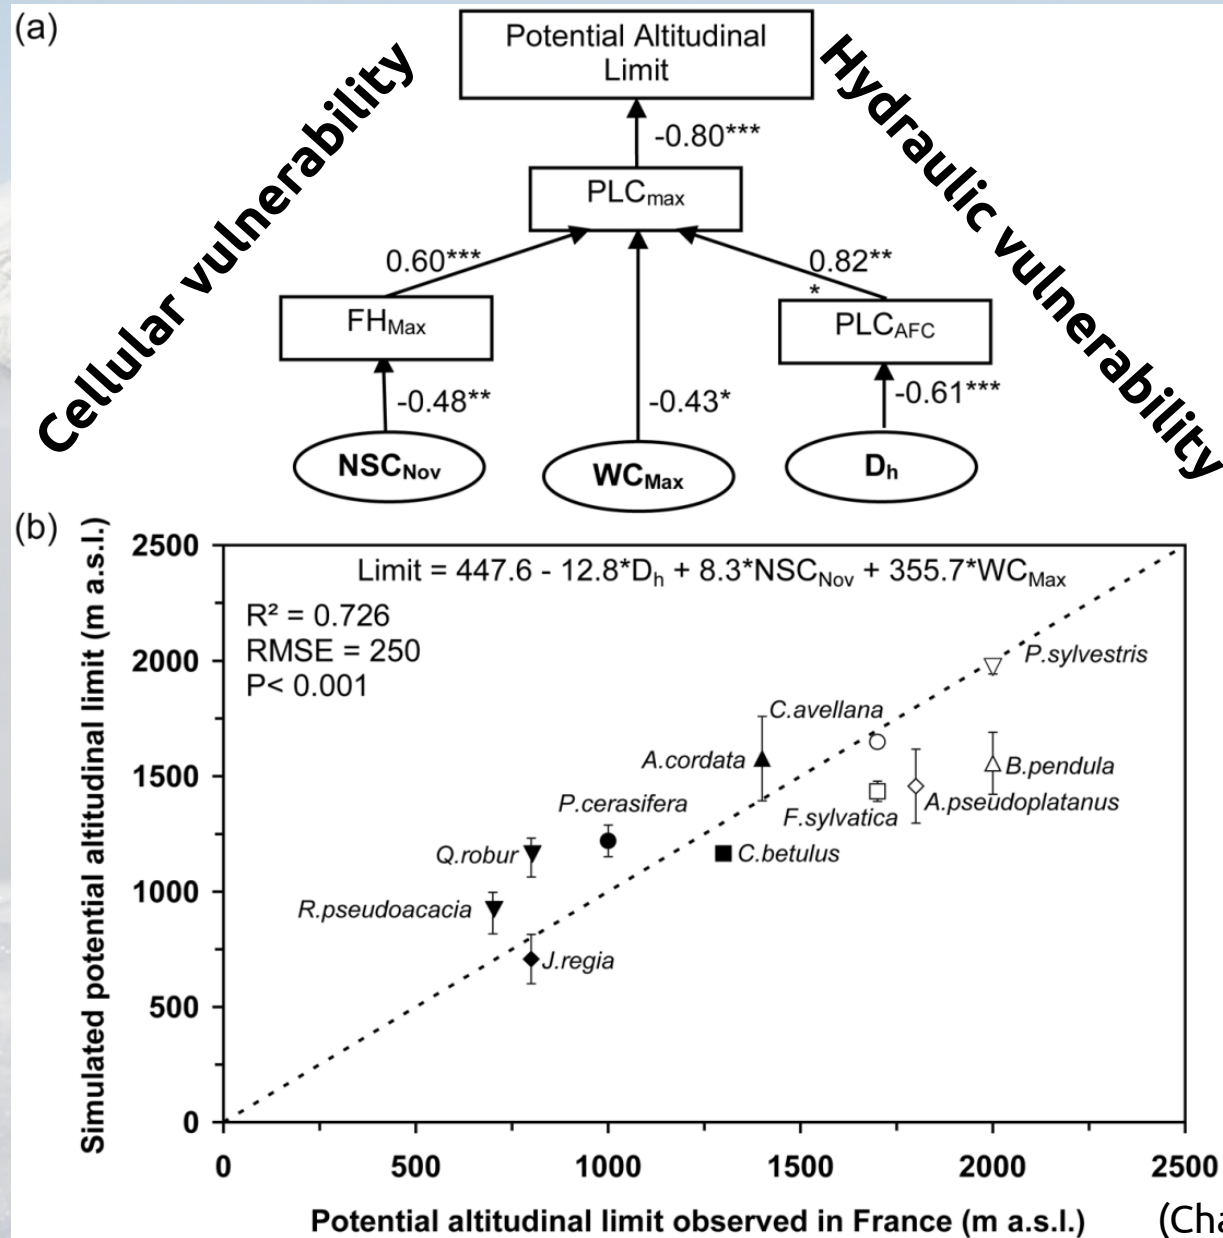 (a)
Potential Altitudinal
Limit
Cellular vulnerability
Hydraulic vulnerability
-0.80***
PLCmax
0.60***
0.82**
*
FHMax
PLCAFC
-0.48**
-0.43*
-0.61***
NSCNov
WCMax
Dh
(b)
Limit = 447.6 - 12.8*Dh + 8.3*NSCNov + 355.7*WCMax
R² = 0.726
RMSE = 250
P< 0.001
Simulated potential altitudinal limit (m a.s.l.)
2500
2000
1500
1000
500
0
P.sylvestris
C.avellana
A.cordata
B.pendula
P.cerasifera
A.pseudoplatanus
F.sylvatica
Q.robur
C.betulus
R.pseudoacacia
J.regia
0 500 1000 1500 2000 2500
Potential altitudinal limit observed in France (m a.s.l.)
(Cha